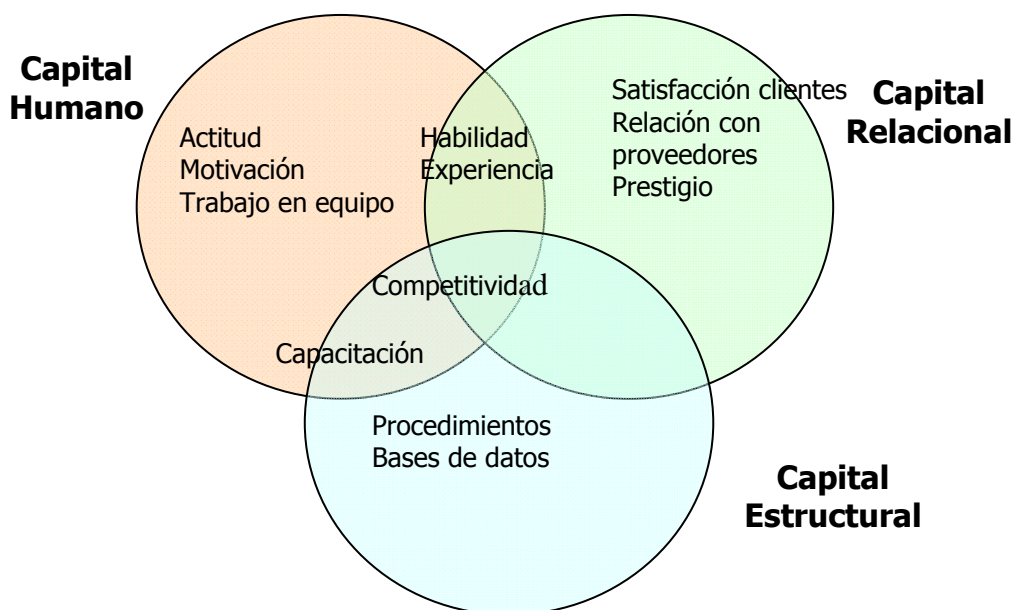 Capital
Humano
Actitud
Motivación
Trabajo en equipo
Habilidad
Experiencia
Satisfacción clientes
Relación con
proveedores
Prestigio
Capital
Relacional
Competitividad
Capacitación
Procedimientos
Bases de datos
Capital
Estructural